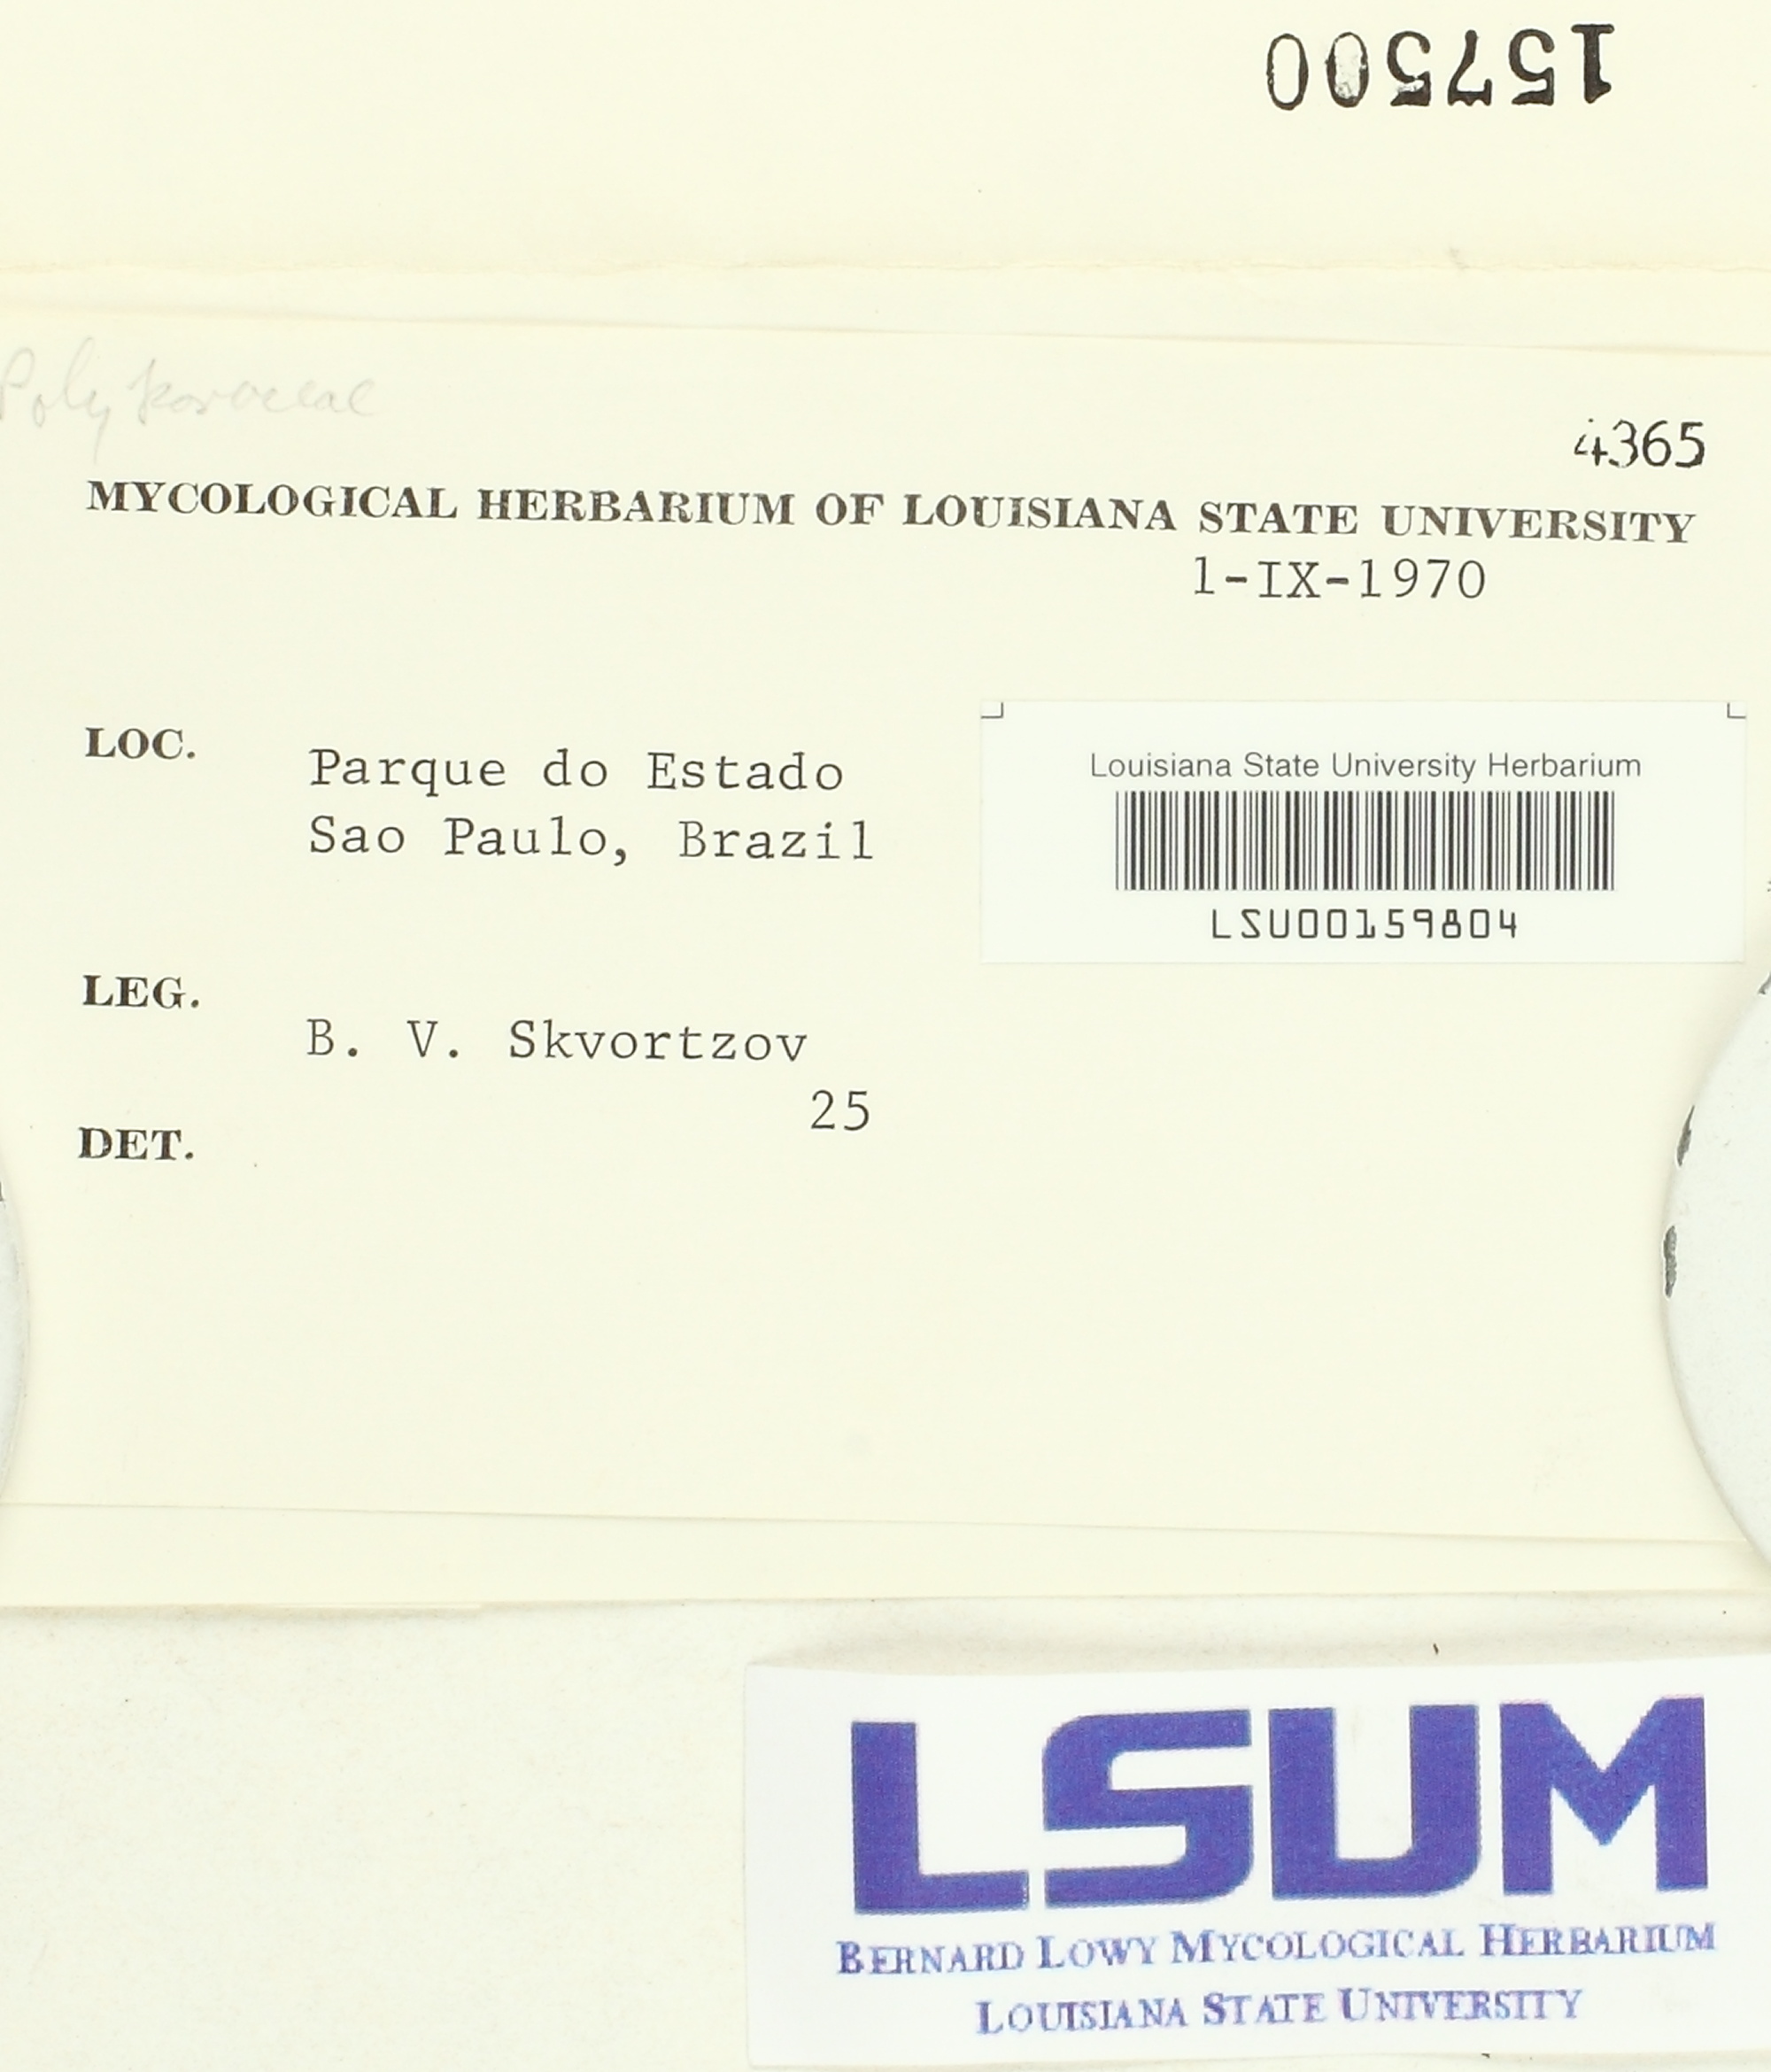 157500
Polyporaceae
4365
MYCOLOGICAL HERBARIUM OF LOUISIANA STATE UNIVERSITY
1-IX-1970
LOC. Parque do Estado
Sao Paulo, Brazil
Louisiana State University Herbarium
LSU00159804
LEG. B. V. Skvortzov
25
DET.
LSUM
BERNARD LOWY MYCOLOGICAL HERBARIUM
LOUISIANA STATE UNIVERSITY